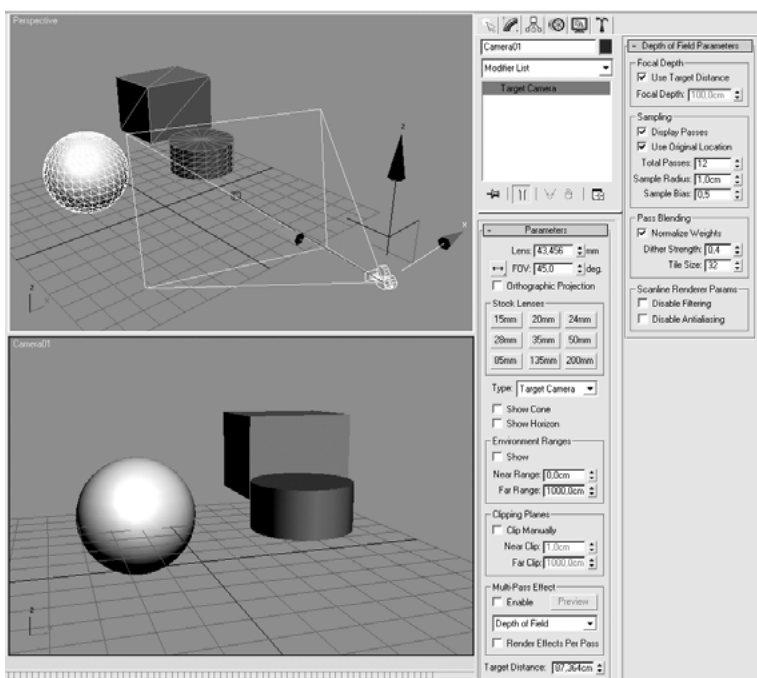 Perspective
z
x
z
x
Camera01
z
x
Camera01
Modifier List
Target Camera
- Parameters
Lens: 43,456 mm
FOV: 45,0 deg.
Orthographic Projection
Stock Lenses
15mm 20mm 24mm
28mm 35mm 50mm
85mm 135mm 200mm
Type: Target Camera
Show Cone
Show Horizon
Environment Ranges
Show
Near Range: 0,0cm
Far Range: 1000,0cm
Clipping Planes
Clip Manually
Near Clip: 1,0cm
Far Clip: 1000,0cm
Multi-Pass Effect
Enable Preview
Depth of Field
Render Effects Per Pass
Target Distance: 87,364cm
- Depth of Field Parameters
Focal Depth
Use Target Distance
Focal Depth: 100,0cm
Sampling
Display Passes
Use Original Location
Total Passes: 12
Sample Radius: 1,0cm
Sample Bias: 0,5
Pass Blending
Normalize Weights
Dither Strength: 0,4
Tile Size: 32
Scanline Renderer Params
Disable Filtering
Disable Antialiasing